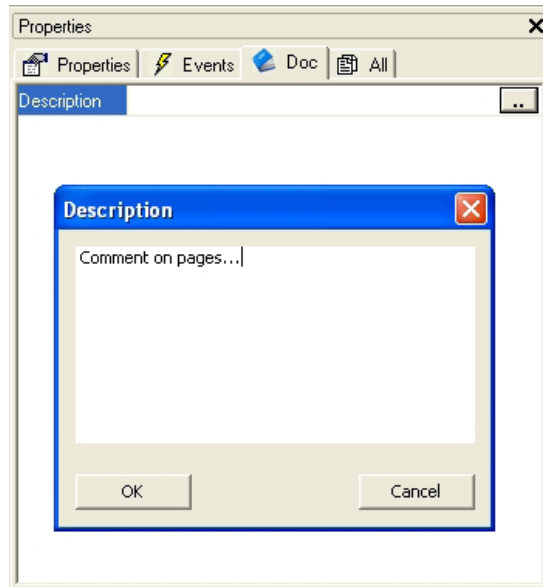 Properties
Properties Events Doc All
Description ..
Description
Comment on pages...
OK Cancel